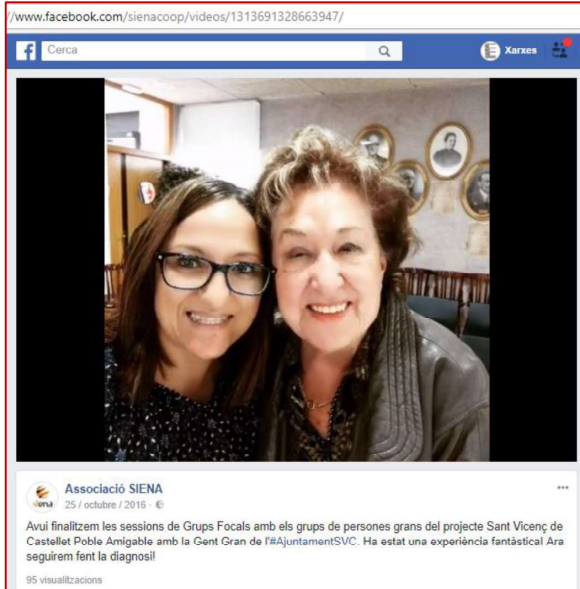 //www.facebook.com/sienacoop/videos/1313691328663947/
Cerca
Xarxes
Associació SIENA
25 / octubre / 2016 ·
Avui finalitzem les sessions de Grups Focals amb els grups de persones grans del projecte Sant Vicenç de
Castellet Poble Amigable amb la Gent Gran de l'#AjuntamentSVC. Ha estat una experiència fantàstica! Ara
seguirem fent la diagnosi!
95 visualitzacions
siena